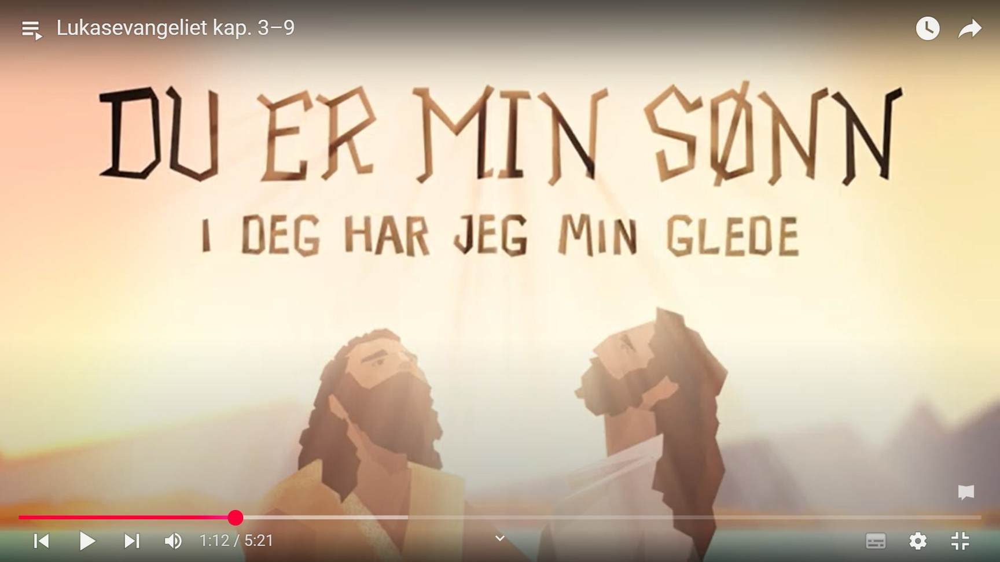 Lukasevangeliet kap. 3–9
DU ER MIN SØNN
I DEG HAR JEG MIN GLEDE
1:12 / 5:21